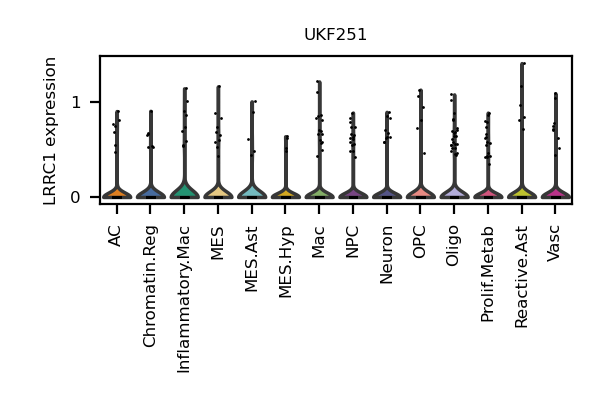 UKF251
LRRC1 expression
1
0
AC
Chromatin.Reg
Inflammatory.Mac
MES
MES.Ast
MES.Hyp
Mac
NPC
Neuron
OPC
Oligo
Prolif.Metab
Reactive.Ast
Vasc